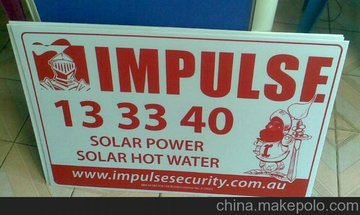 IMPULSE
13 33 40
SOLAR POWER
SOLAR HOT WATER
www.impulsesecurity.com.au
china.makepolo.com